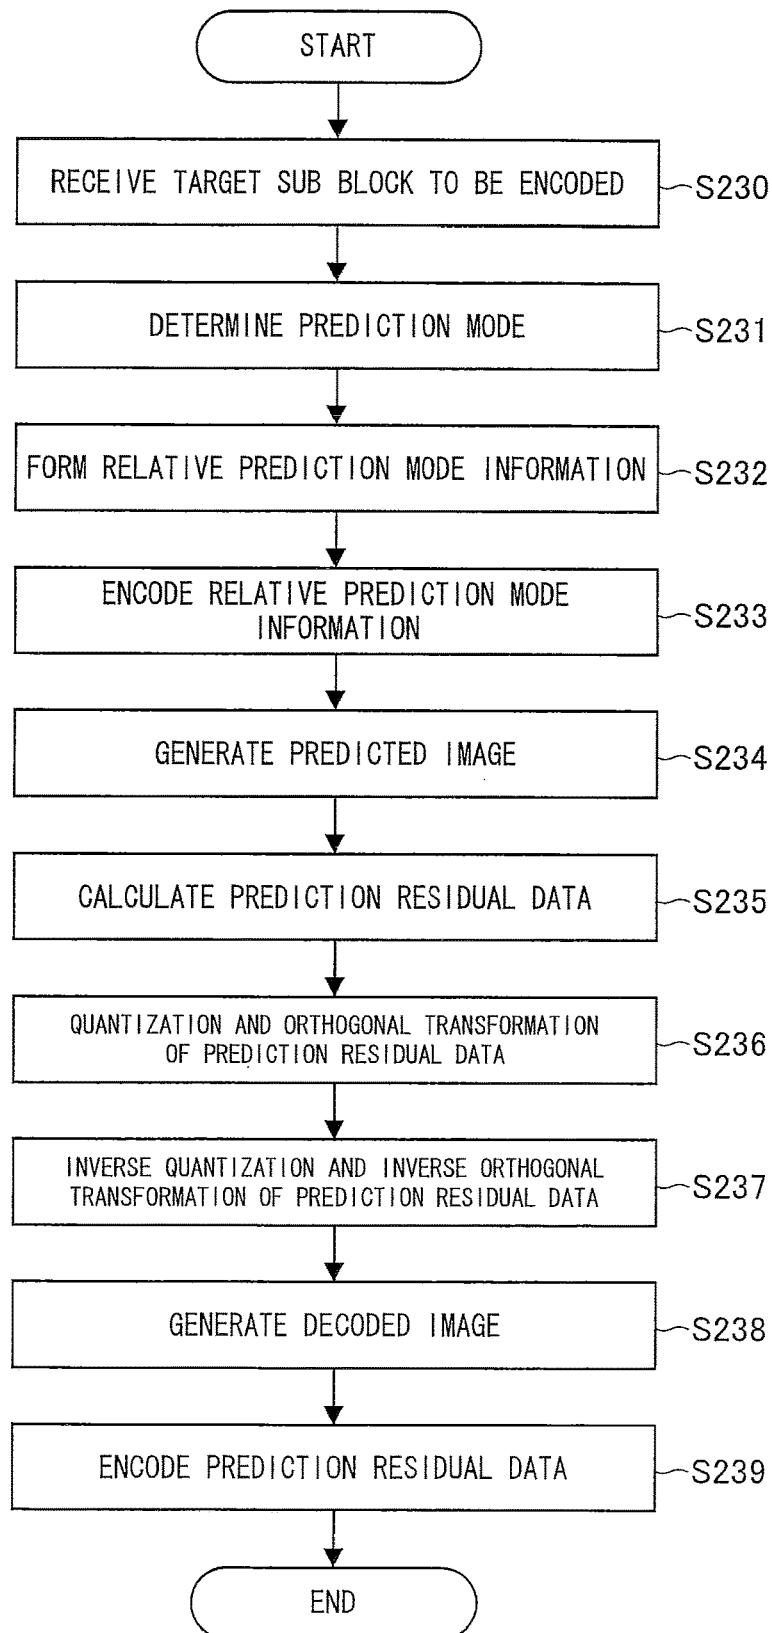 START
RECEIVE TARGET SUB BLOCK TO BE ENCODED
S230
DETERMINE PREDICTION MODE
S231
FORM RELATIVE PREDICTION MODE INFORMATION
S232
ENCODE RELATIVE PREDICTION MODE
INFORMATION
S233
GENERATE PREDICTED IMAGE
S234
CALCULATE PREDICTION RESIDUAL DATA
S235
QUANTIZATION AND ORTHOGONAL TRANSFORMATION
OF PREDICTION RESIDUAL DATA
S236
INVERSE QUANTIZATION AND INVERSE ORTHOGONAL
TRANSFORMATION OF PREDICTION RESIDUAL DATA
S237
GENERATE DECODED IMAGE
S238
ENCODE PREDICTION RESIDUAL DATA
S239
END